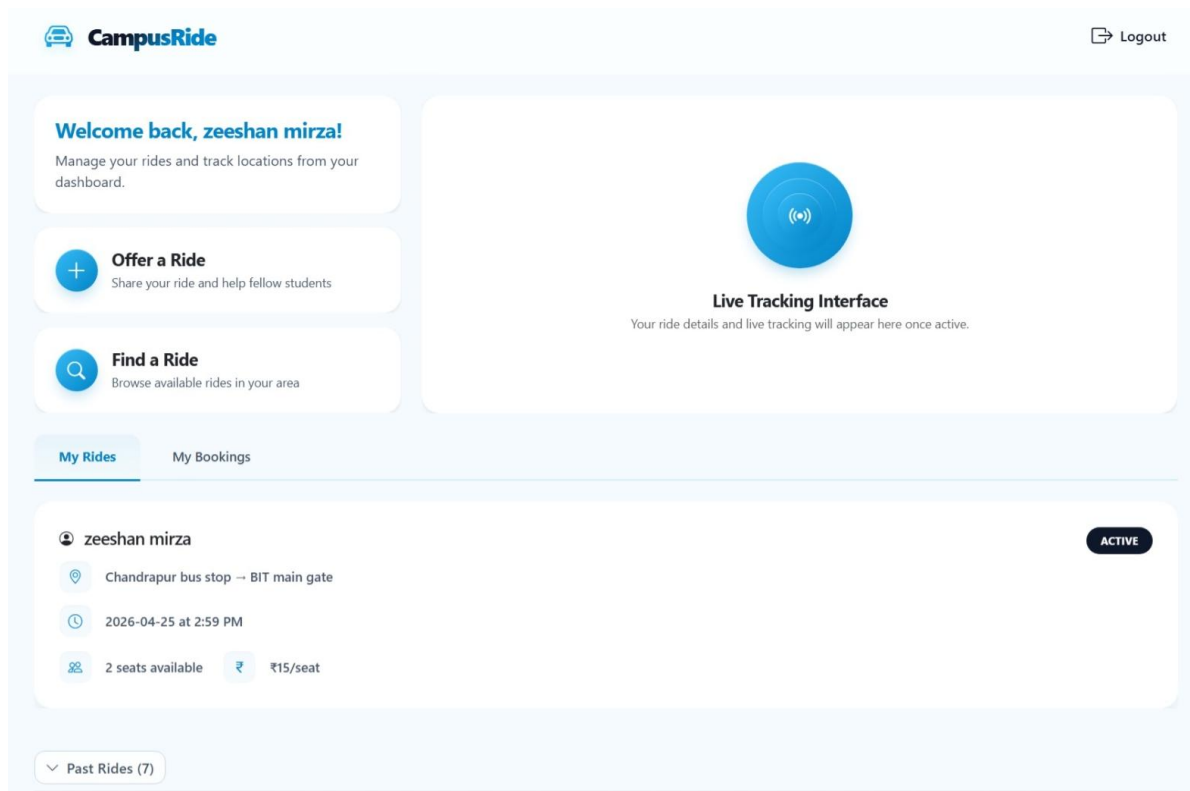 CampusRide
Logout
Welcome back, zeeshan mirza!
Manage your rides and track locations from your
dashboard.
Offer a Ride
Share your ride and help fellow students
Find a Ride
Browse available rides in your area
Live Tracking Interface
Your ride details and live tracking will appear here once active.
My Rides
My Bookings
zeeshan mirza
ACTIVE
Chandrapur bus stop → BIT main gate
2026-04-25 at 2:59 PM
2 seats available
₹ ₹15/seat
Past Rides (7)